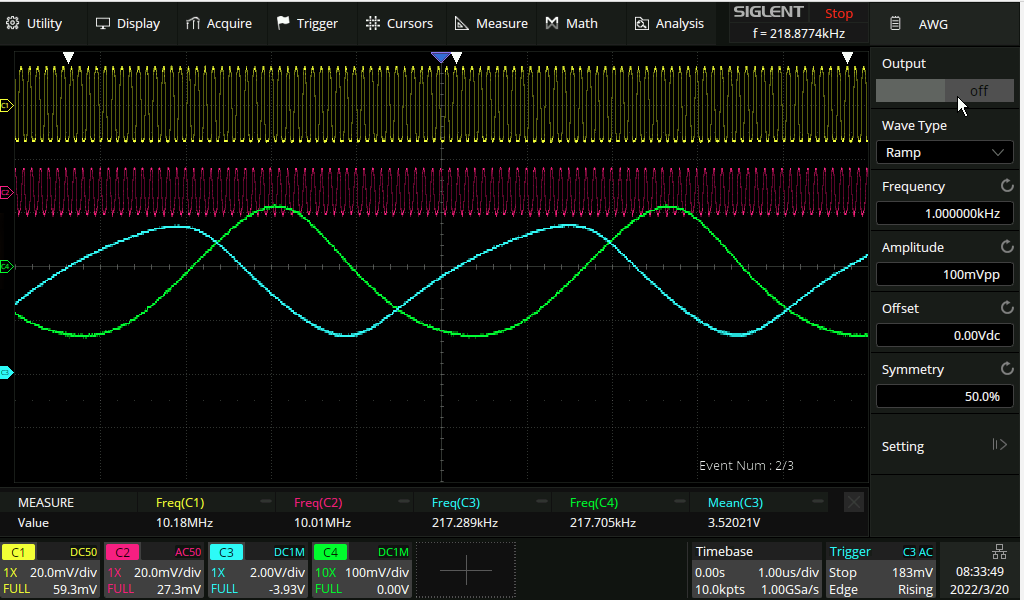 Utility Display Acquire Trigger Cursors Measure Math Analysis SIGLENT Stop
f = 218.8774kHz
AWG
Output
off
Wave Type
Ramp
Frequency
1.000000kHz
Amplitude
100mVpp
Offset
0.00Vdc
Symmetry
50.0%
Setting
C1
C2
C4
C3
Event Num : 2/3
MEASURE Freq(C1) Freq(C2) Freq(C3) Freq(C4) Mean(C3)
Value 10.18MHz 10.01MHz 217.289kHz 217.705kHz 3.52021V
C1 DC50 C2 AC50 C3 DC1M C4 DC1M Timebase Trigger C3 AC
1X 20.0mV/div 1X 20.0mV/div 1X 2.00V/div 10X 100mV/div 0.00s 1.00us/div Stop 183mV 08:33:49
FULL 59.3mV FULL 27.3mV FULL -3.93V FULL 0.00V 10.0kpts 1.00GSa/s Edge Rising 2022/3/20